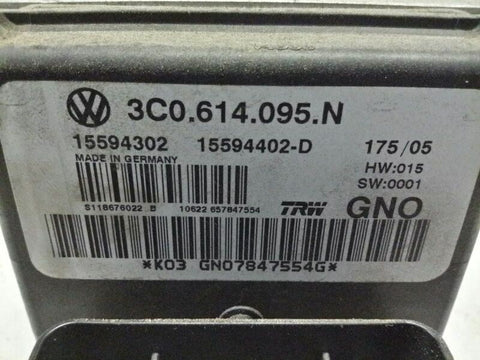 3C0.614.095.N
15594302 15594402-D 175/05
MADE IN GERMANY HW:015
SW:0001
S118676022 B 10622 657847554 TRW GNO
*K03 GNO7847554G*